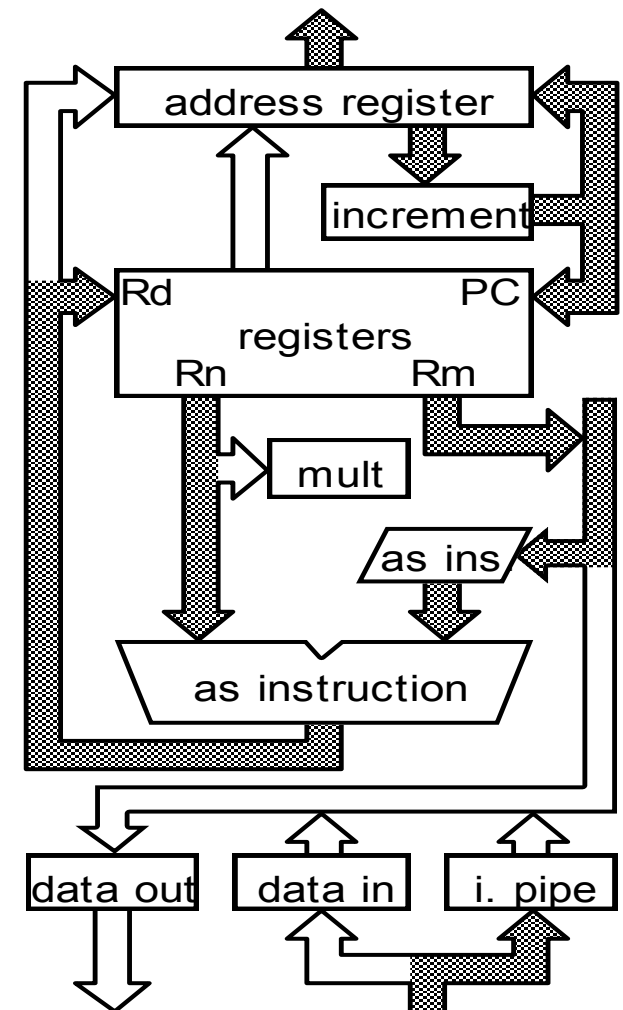 address register
increment
Rd PC
registers
Rn Rm
mult
as ins.
as instruction
data out data in i. pipe